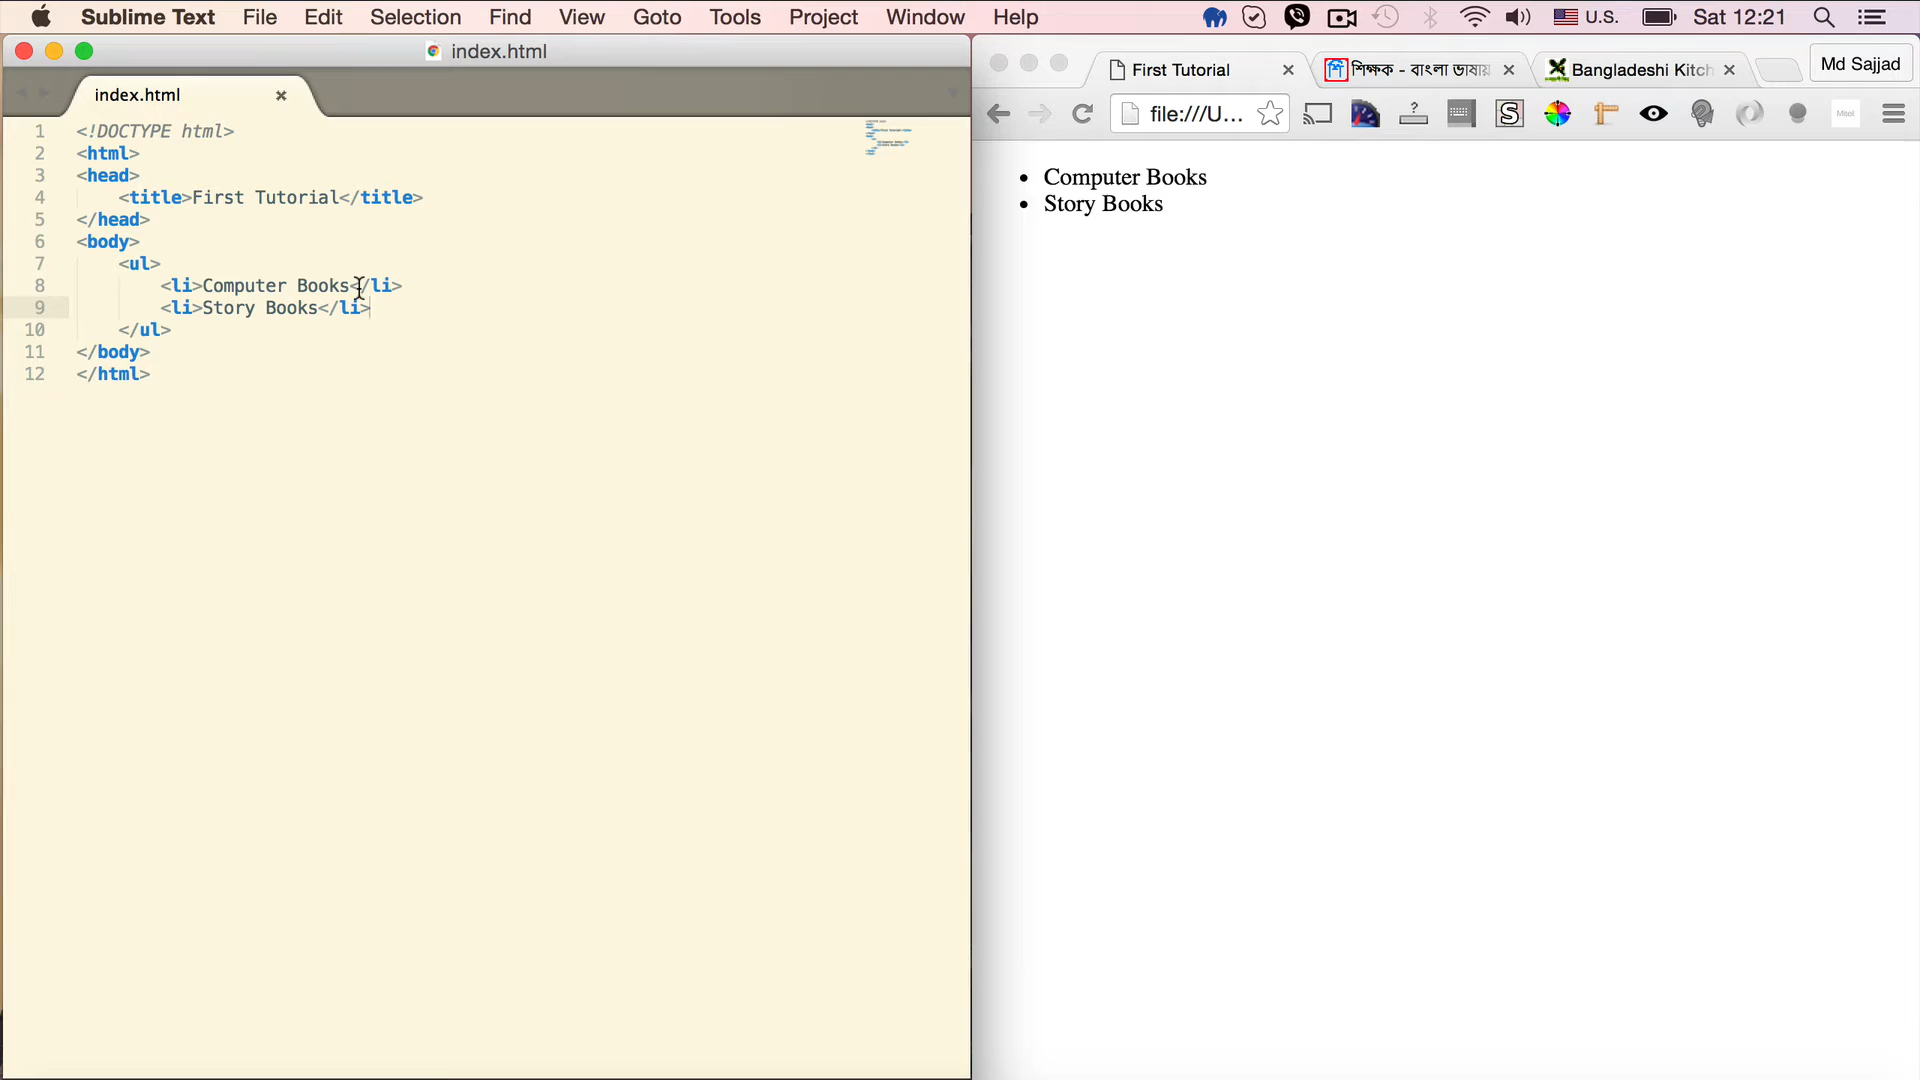 Sublime Text File Edit Selection Find View Goto Tools Project Window Help U.S. Sat 12:21
index.html
index.html
1 <!DOCTYPE html>
2 <html>
3 <head>
4 <title>First Tutorial</title>
5 </head>
6 <body>
7 <ul>
8 <li>Computer Books</li>
9 <li>Story Books</li>
10 </ul>
11 </body>
12 </html>
First Tutorial শিক্ষক - বাংলা ভাষায় Bangladeshi Kitch Md Sajjad
file:///U...
Computer Books
Story Books